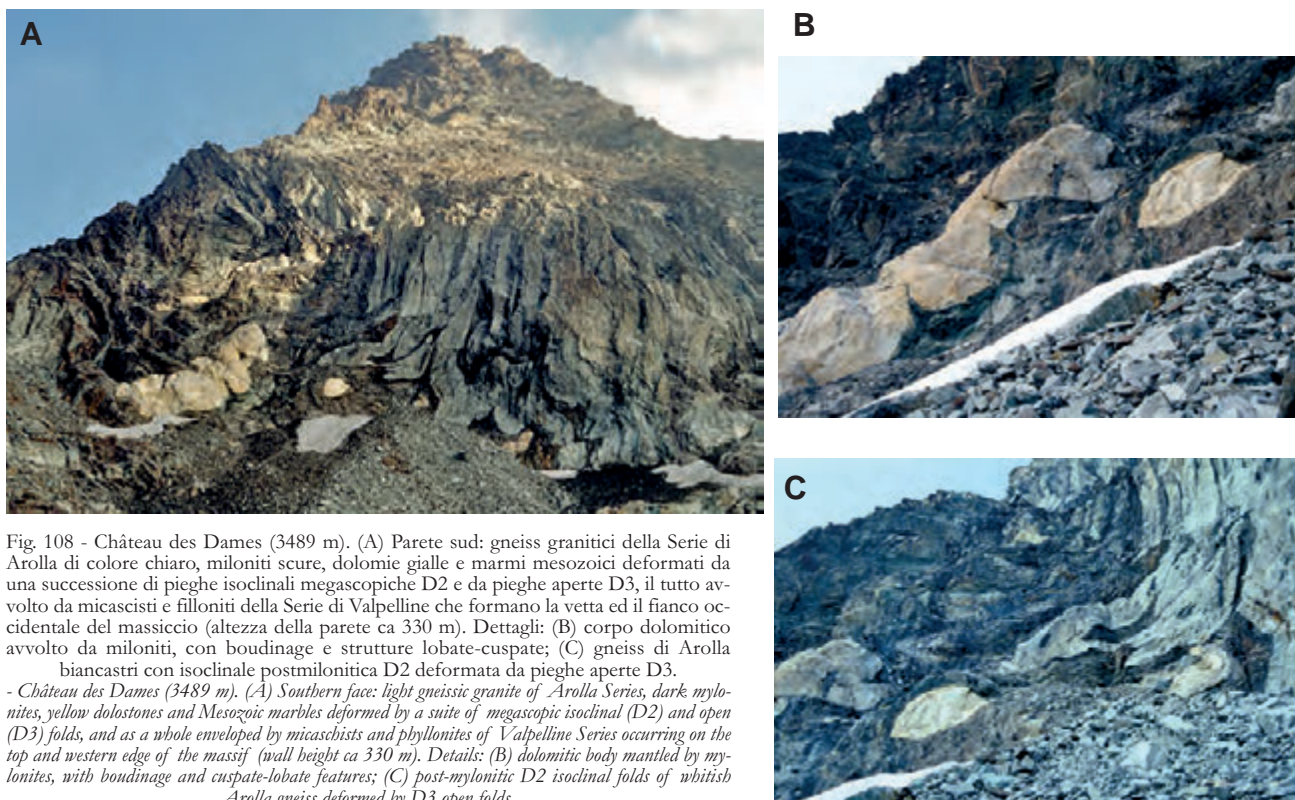 A
B
C
Fig. 108 - Château des Dames (3489 m). (A) Parete sud: gneiss granitici della Serie di
Arolla di colore chiaro, miloniti scure, dolomie gialle e marmi mesozoici deformati da
una successione di pieghe isoclinali megascopiche D2 e da pieghe aperte D3, il tutto av-
volto da micascisti e filloniti della Serie di Valpelline che formano la vetta ed il fianco oc-
cidentale del massiccio (altezza della parete ca 330 m). Dettagli: (B) corpo dolomitico
avvolto da miloniti, con boudinage e strutture lobate-cuspate; (C) gneiss di Arolla
biancastri con isoclinale postmilonitica D2 deformata da pieghe aperte D3.
- Château des Dames (3489 m). (A) Southern face: light gneissic granite of Arolla Series, dark mylo-
nites, yellow dolostones and Mesozoic marbles deformed by a suite of megascopic isoclinal (D2) and open
(D3) folds, and as a whole enveloped by micaschists and phyllonites of Valpelline Series occurring on the
top and western edge of the massif (wall height ca 330 m). Details: (B) dolomitic body mantled by my-
lonites, with boudinage and cuspate-lobate features; (C) post-mylonitic D2 isoclinal folds of whitish
Arolla gneiss deformed by D3 open folds